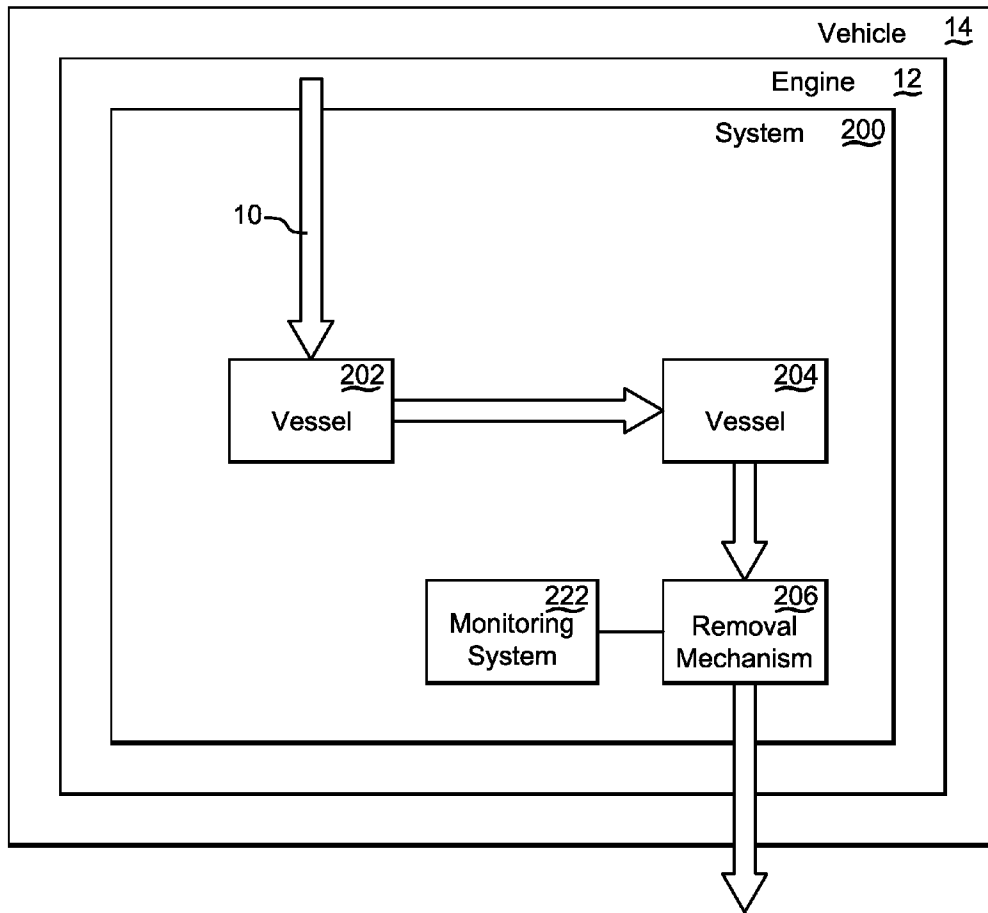 Vehicle 14
Engine 12
System 200
10
202
Vessel
204
Vessel
222
Monitoring
System
206
Removal
Mechanism